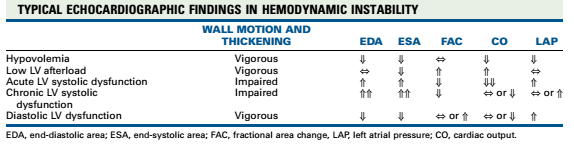 TYPICAL ECHOCARDIOGRAPHIC FINDINGS IN HEMODYNAMIC INSTABILITY
WALL MOTION AND
THICKENING EDA ESA FAC CO LAP
Hypovolemia Vigorous ⇓ ⇓ ⇔ ⇓ ⇓
Low LV afterload Vigorous ⇔ ⇓ ⇑ ⇑ ⇔
Acute LV systolic dysfunction Impaired ⇑ ⇑ ⇓ ⇓⇓ ⇑
Chronic LV systolic Impaired ⇑⇑ ⇑⇑ ⇓ ⇔ or ⇓ ⇔ or ⇑
dysfunction
Diastolic LV dysfunction Vigorous ⇓ ⇓ ⇔ or ⇑ ⇔ or ⇓ ⇑
EDA, end-diastolic area; ESA, end-systolic area; FAC, fractional area change, LAP, left atrial pressure; CO, cardiac output.